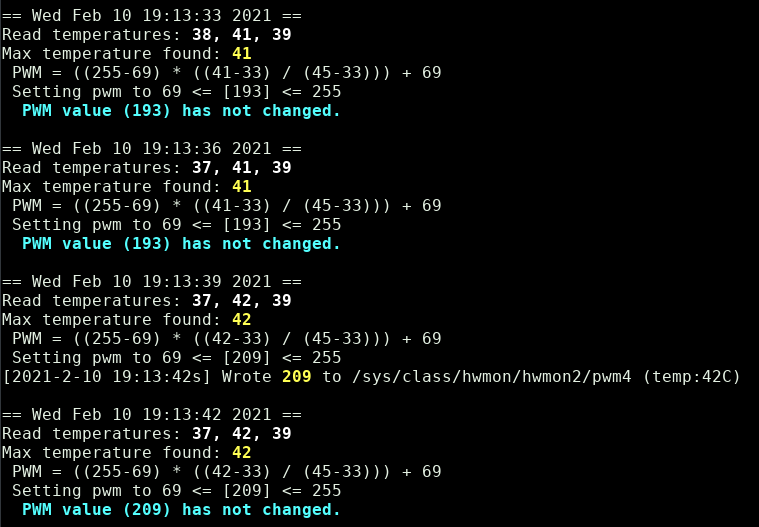 == Wed Feb 10 19:13:33 2021 ==
Read temperatures: 38, 41, 39
Max temperature found: 41
 PWM = ((255-69) * ((41-33) / (45-33))) + 69
 Setting pwm to 69 <= [193] <= 255
  PWM value (193) has not changed.

== Wed Feb 10 19:13:36 2021 ==
Read temperatures: 37, 41, 39
Max temperature found: 41
 PWM = ((255-69) * ((41-33) / (45-33))) + 69
 Setting pwm to 69 <= [193] <= 255
  PWM value (193) has not changed.

== Wed Feb 10 19:13:39 2021 ==
Read temperatures: 37, 42, 39
Max temperature found: 42
 PWM = ((255-69) * ((42-33) / (45-33))) + 69
 Setting pwm to 69 <= [209] <= 255
[2021-2-10 19:13:42s] Wrote 209 to /sys/class/hwmon/hwmon2/pwm4 (temp:42C)

== Wed Feb 10 19:13:42 2021 ==
Read temperatures: 37, 42, 39
Max temperature found: 42
 PWM = ((255-69) * ((42-33) / (45-33))) + 69
 Setting pwm to 69 <= [209] <= 255
  PWM value (209) has not changed.